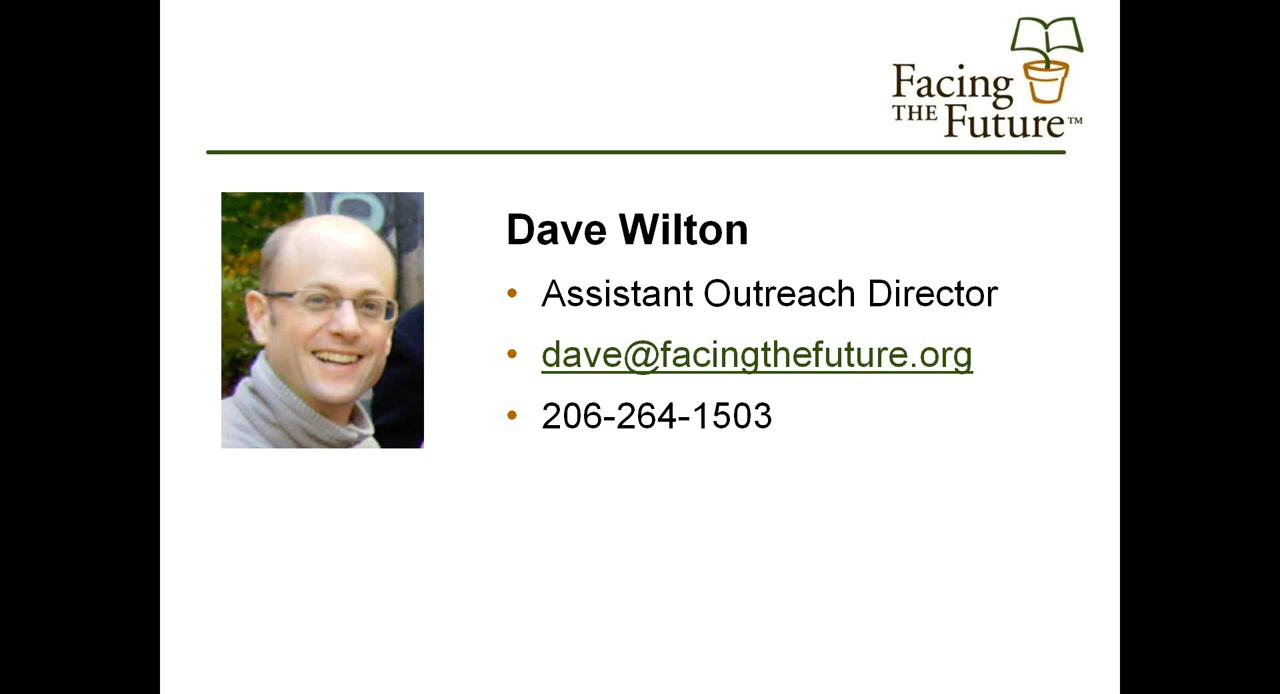 Facing
THE Future™
Dave Wilton
• Assistant Outreach Director
• dave@facingthefuture.org
• 206-264-1503